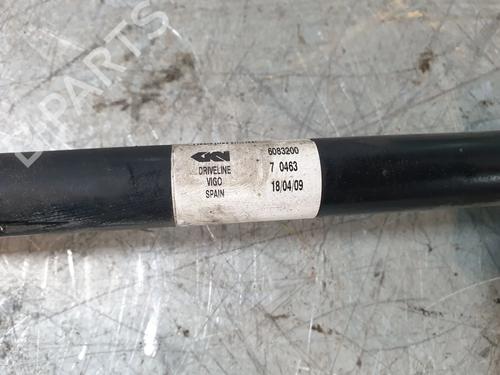 GKN
DRIVELINE
VIGO
SPAIN
6083200
7 0463
18/04/09
PARTS